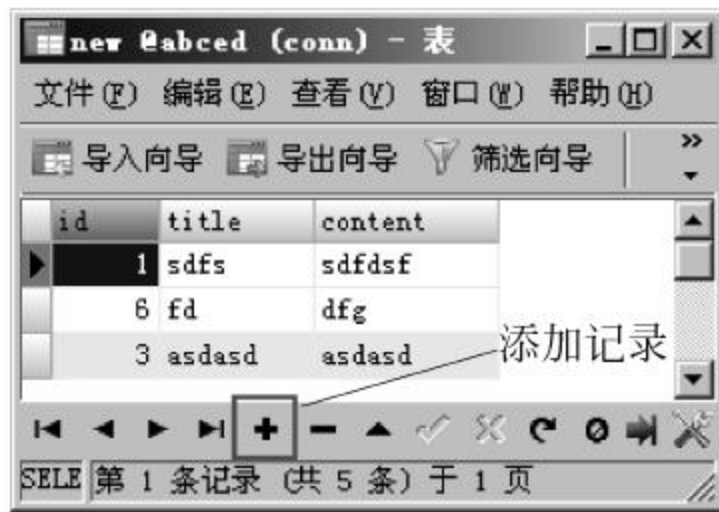 new @abced (conn) - 表
文件(F) 编辑(E) 查看(V) 窗口(W) 帮助(H)
导入向导 导出向导 筛选向导 »
id title content
1 sdfs sdfdsf
6 fd dfg
3 asdasd asdasd
添加记录
SELE 第 1 条记录 (共 5 条) 于 1 页